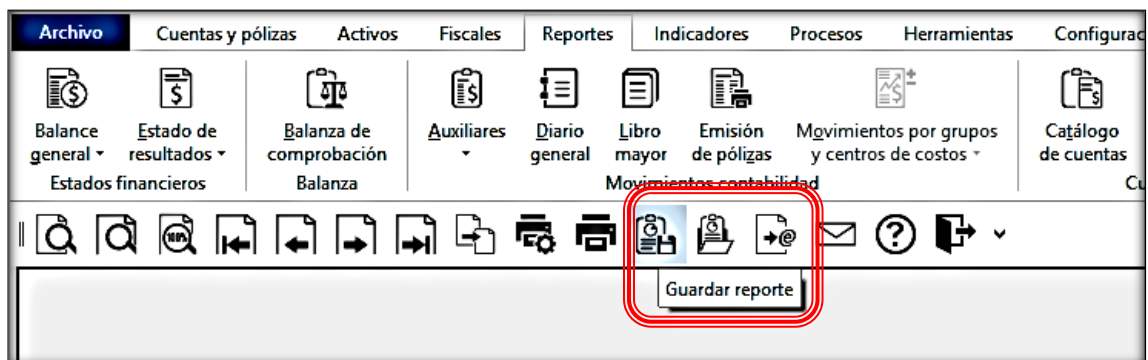 Archivo Cuentas y pólizas Activos Fiscales Reportes Indicadores Procesos Herramientas Configurac
Balance general
Estado de resultados
Balanza de comprobación
Auxiliares
Diario general
Libro mayor
Emisión de pólizas
Movimientos por grupos y centros de costos
Catálogo de cuentas
Estados financieros Balanza Movimientos contabilidad Cu
100%
Guardar reporte